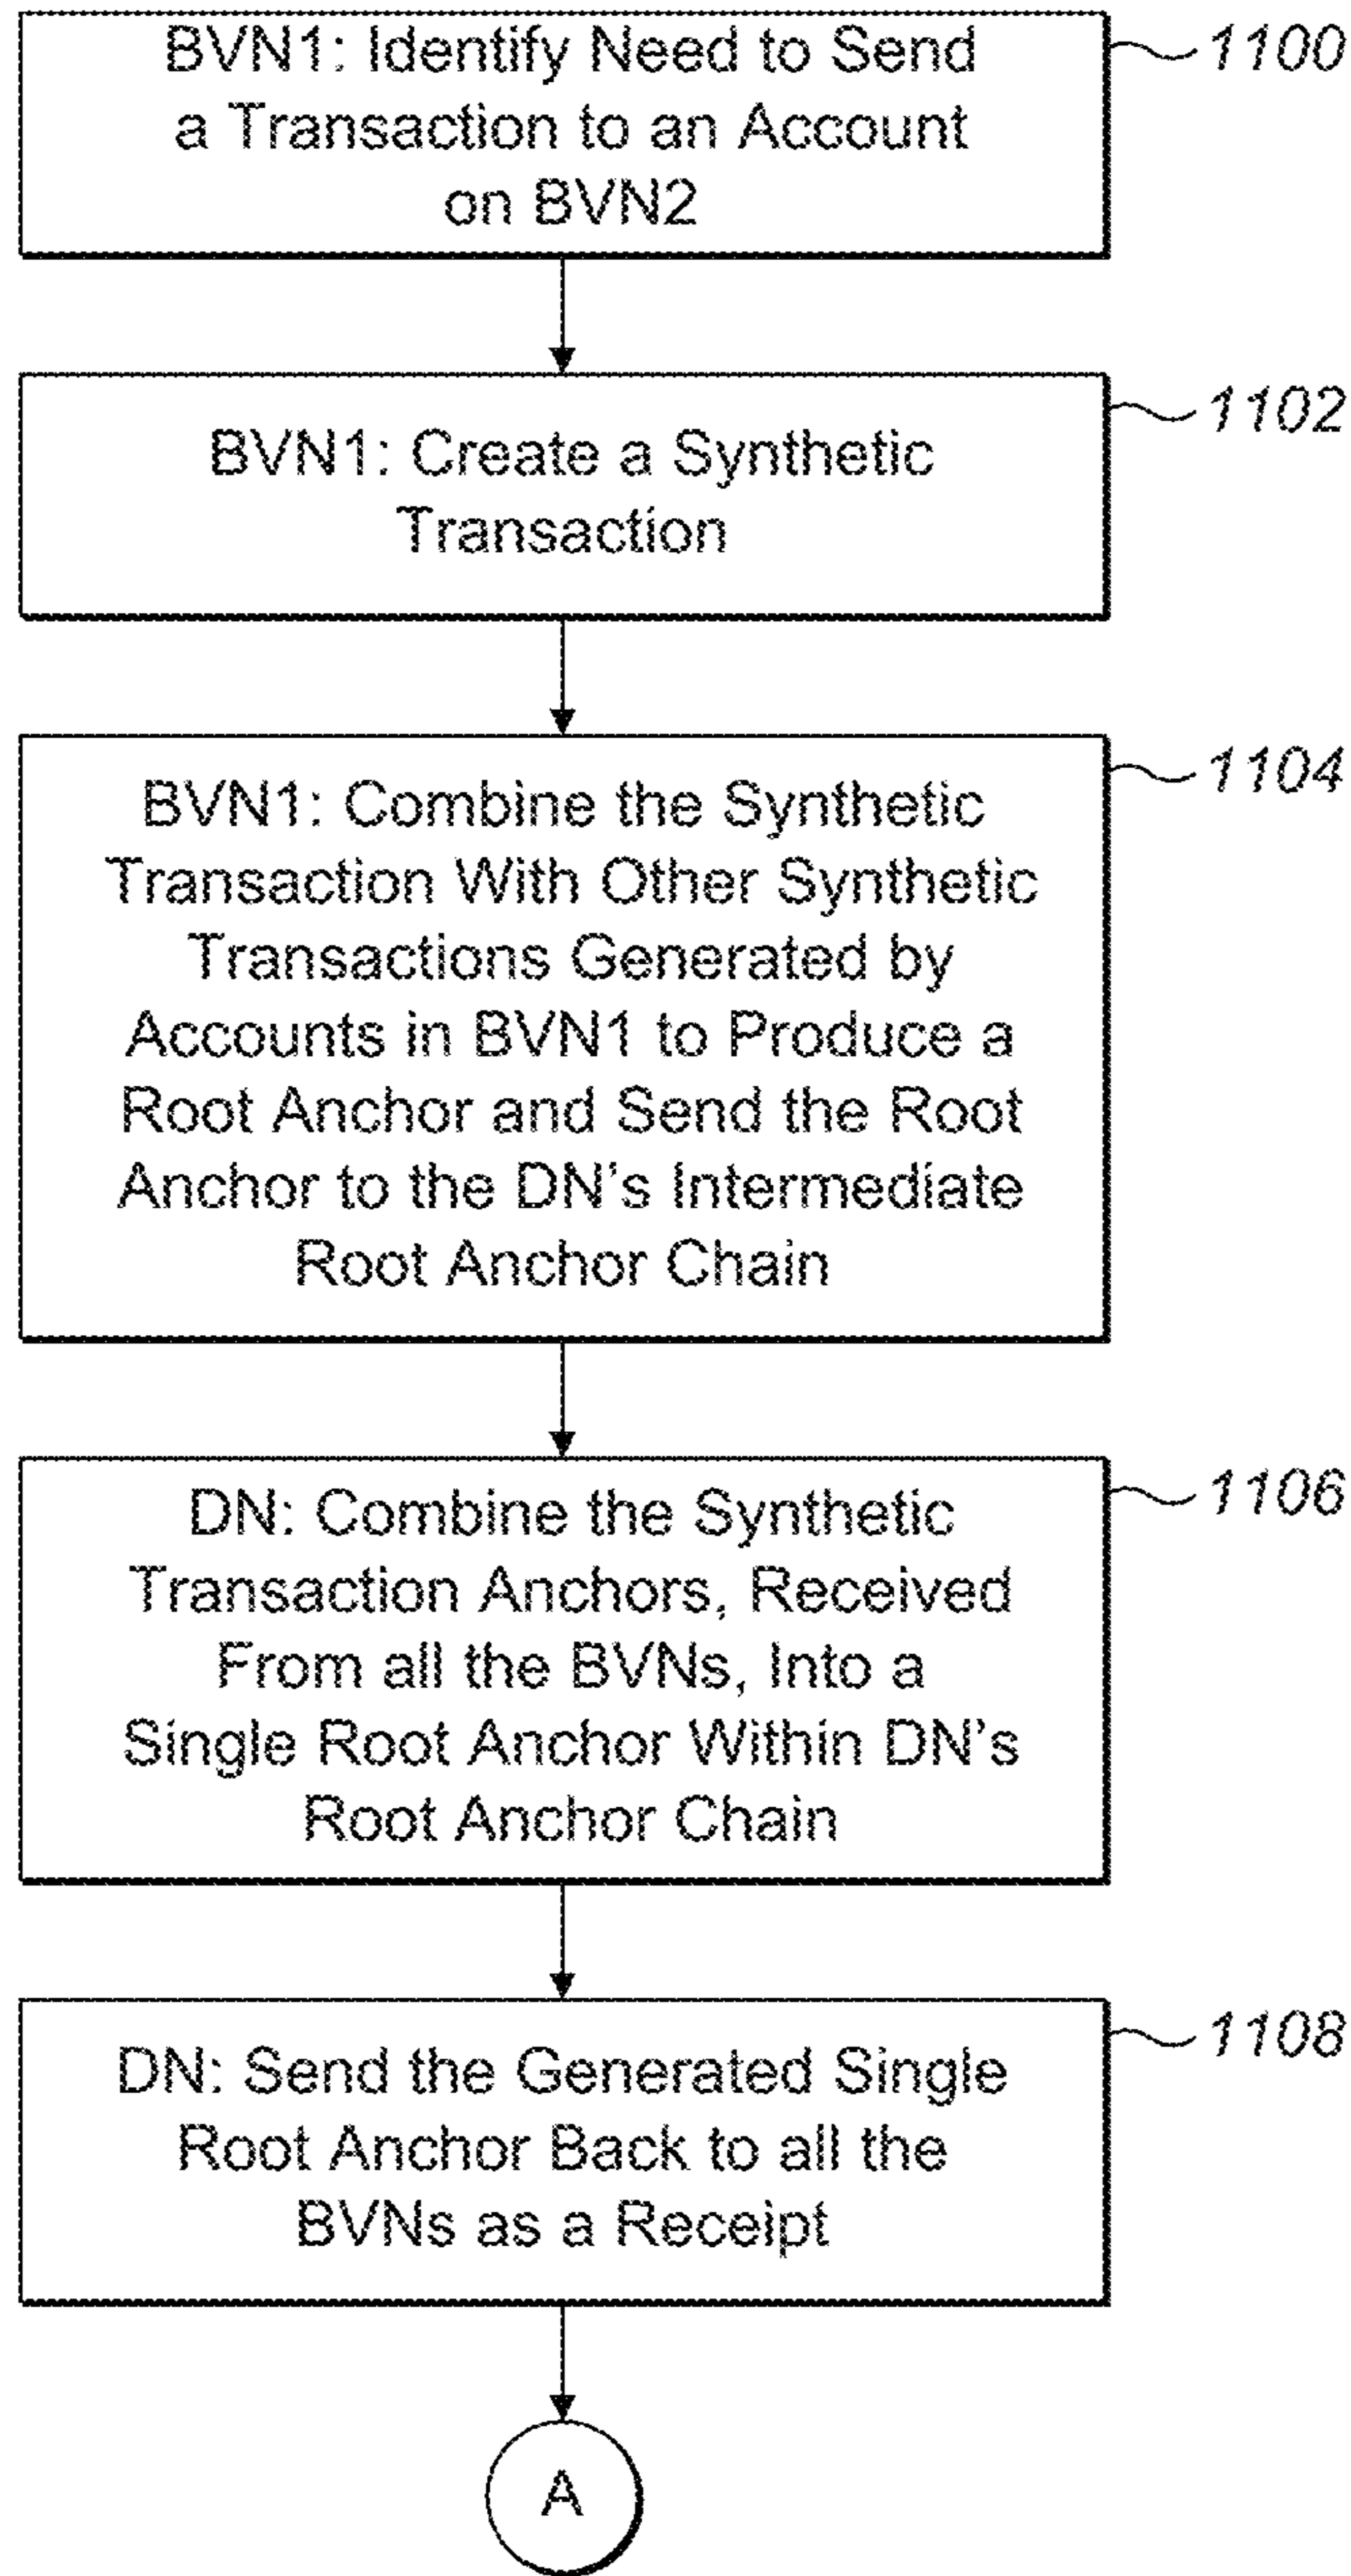 BVN1: Identify Need to Send
a Transaction to an Account
on BVN2
1100
BVN1: Create a Synthetic
Transaction
1102
BVN1: Combine the Synthetic
Transaction With Other Synthetic
Transactions Generated by
Accounts in BVN1 to Produce a
Root Anchor and Send the Root
Anchor to the DN's Intermediate
Root Anchor Chain
1104
DN: Combine the Synthetic
Transaction Anchors, Received
From all the BVNs, Into a
Single Root Anchor Within DN's
Root Anchor Chain
1106
DN: Send the Generated Single
Root Anchor Back to all the
BVNs as a Receipt
1108
A